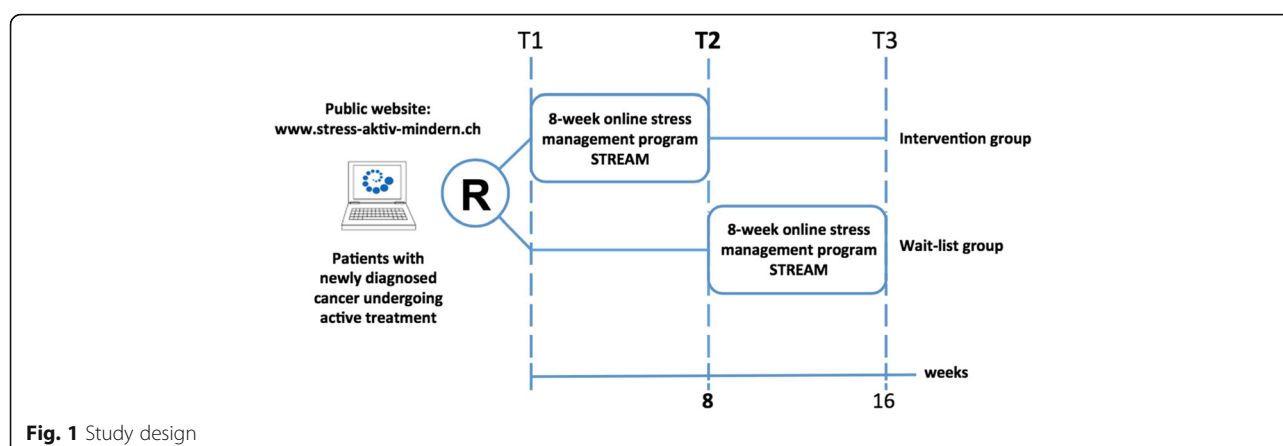 T1
T2
T3
Public website:
www.stress-aktiv-mindern.ch
8-week online stress
management program
STREAM
Intervention group
R
8-week online stress
management program
STREAM
Wait-list group
Patients with
newly diagnosed
cancer undergoing
active treatment
weeks
8
16
Fig. 1 Study design